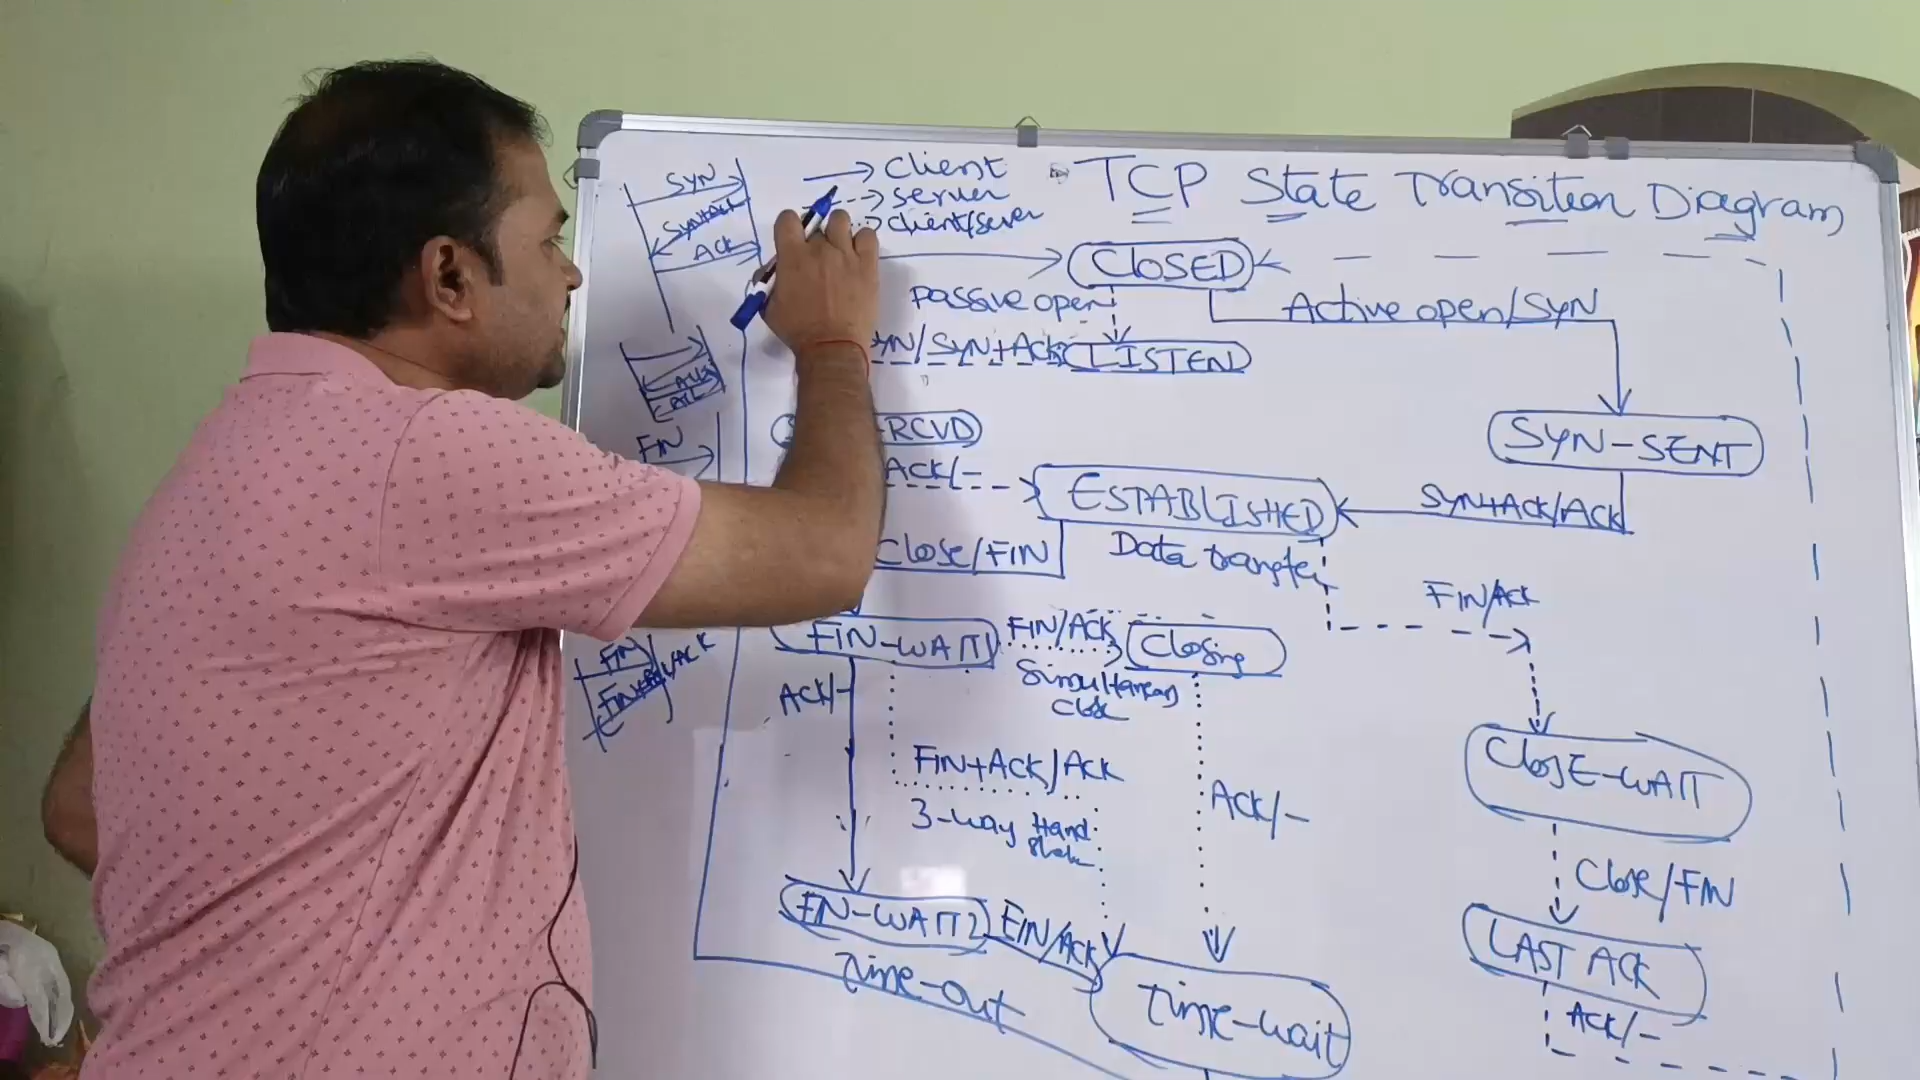 TCP State Transition Diagram
→ Client
--→ Server
client/server
SYN
SYN+ACK
ACK
CLOSED
passive open
Active open/SYN
YN/SYN+ACK
LISTEN
SYN-SENT
RCVD
ACK/-
ESTABLISHED
SYN+ACK/ACK
FIN
Close/FIN
Data transfer
FIN/ACK
FIN-WAIT1
FIN/ACK
Closing
Simultaneous
Close
ACK/-
FIN
FIN+ACK/ACK
3-way Hand
Shake
ACK/-
CLOSE-WAIT
Close/FIN
FIN-WAIT2
FIN/ACK
LAST ACK
Time-out
Time-wait
ACK/-